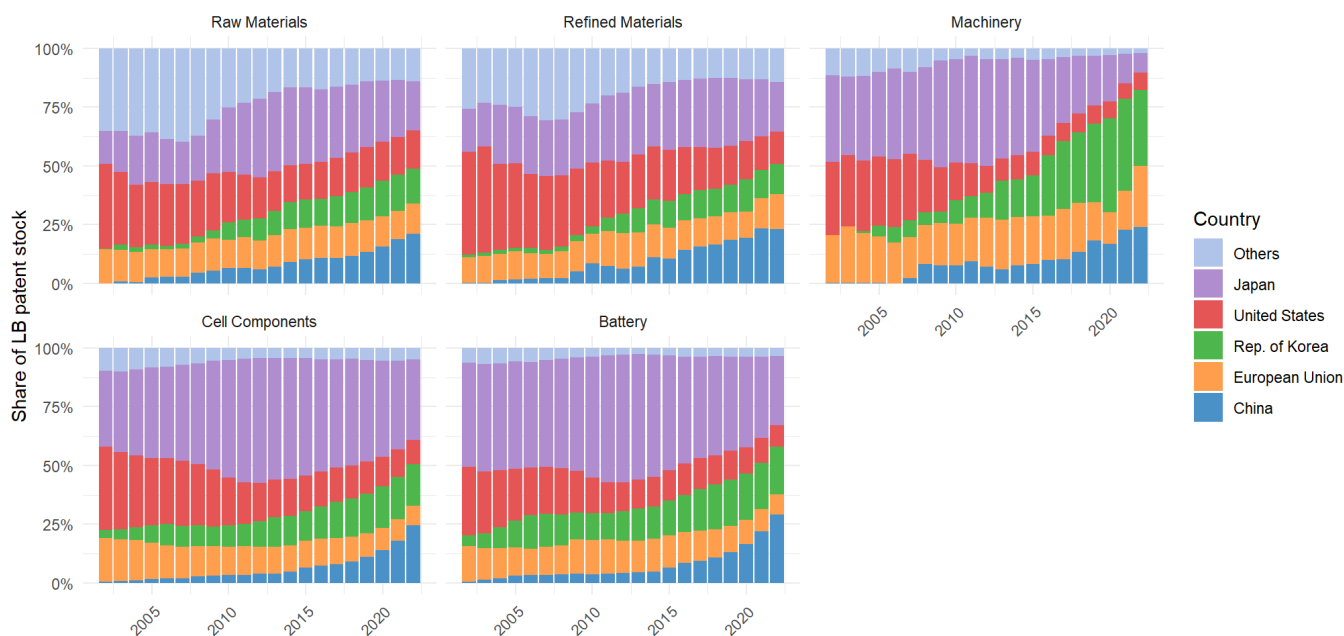 Raw Materials
Refined Materials
Machinery
100%
75%
50%
25%
0%
2005
2010
2015
2020
Cell Components
Battery
100%
75%
50%
25%
0%
2005
2010
2015
2020
2005
2010
2015
2020
Share of LB patent stock
Country
Others
Japan
United States
Rep. of Korea
European Union
China